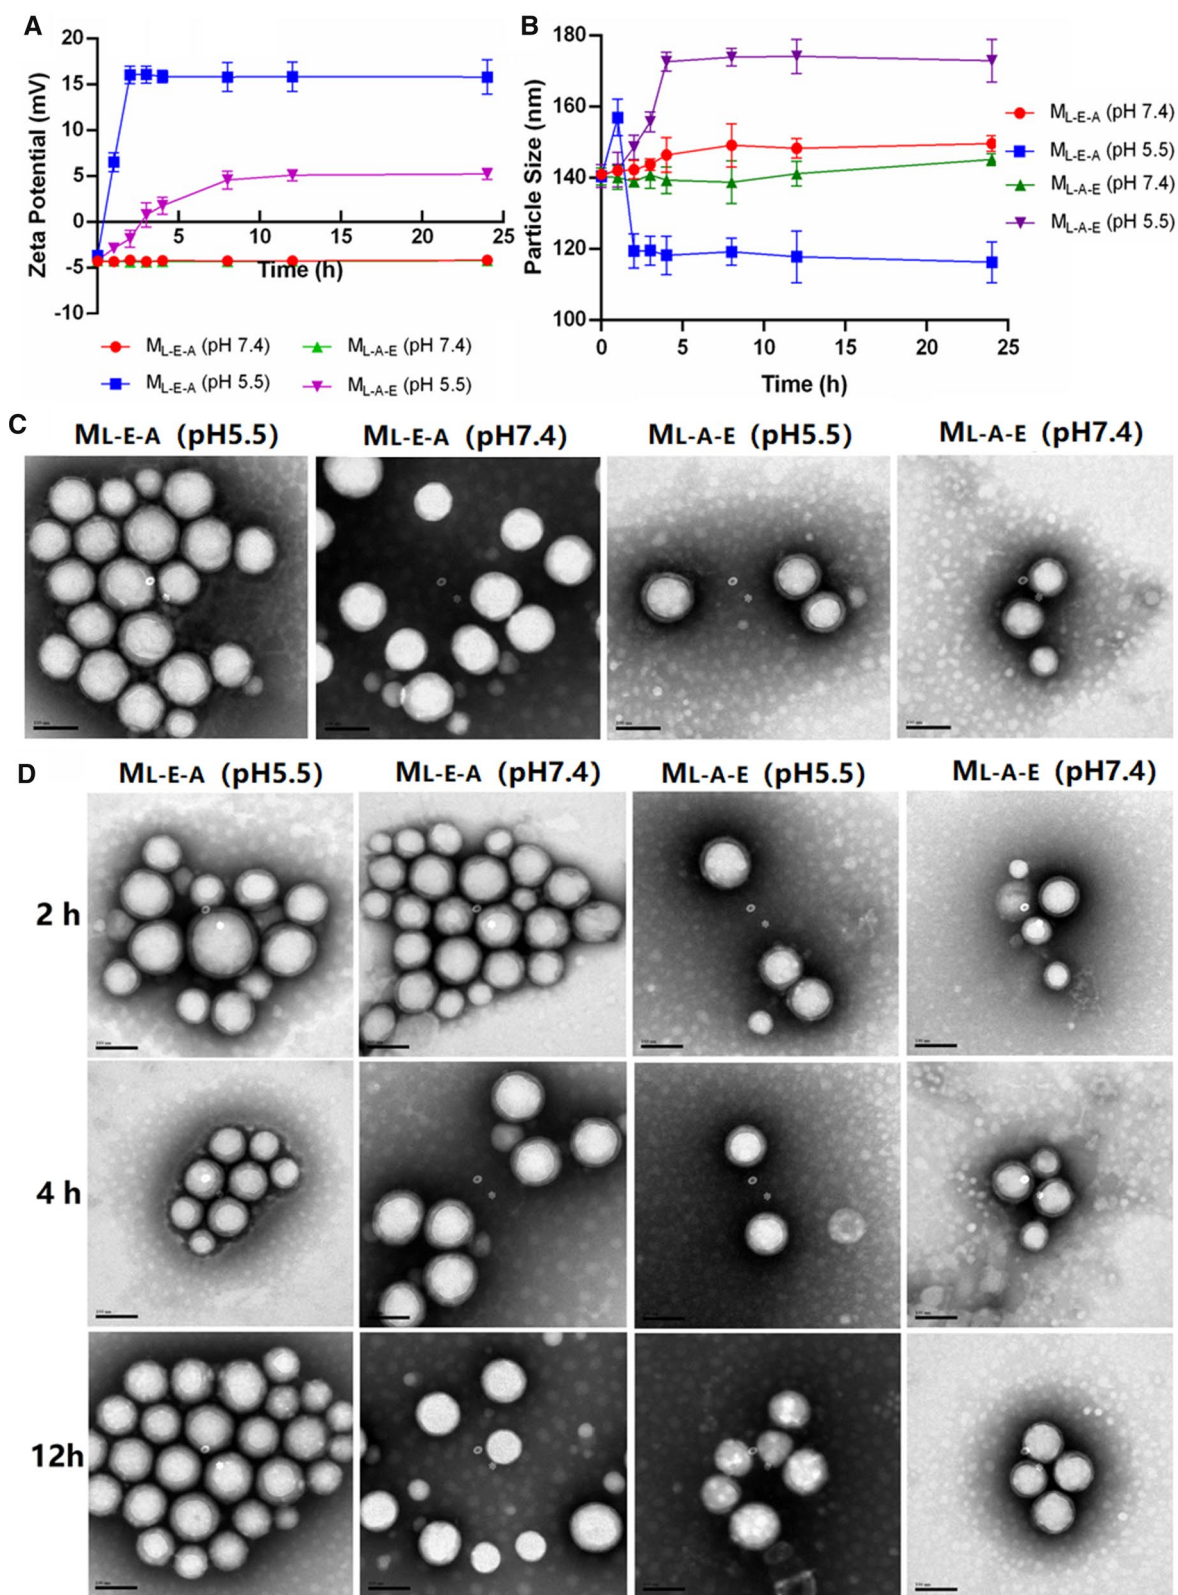 A
Zeta Potential (mV)
20
15
10
5
0
-5
-10
5
10
15
20
25
Time (h)
ML-E-A (pH 7.4)
ML-A-E (pH 7.4)
ML-E-A (pH 5.5)
ML-A-E (pH 5.5)
B
Particle Size (nm)
180
160
140
120
100
0
5
10
15
20
25
Time (h)
ML-E-A (pH 7.4)
ML-E-A (pH 5.5)
ML-A-E (pH 7.4)
ML-A-E (pH 5.5)
C
ML-E-A (pH5.5)
ML-E-A (pH7.4)
ML-A-E (pH5.5)
ML-A-E (pH7.4)
D
ML-E-A (pH5.5)
ML-E-A (pH7.4)
ML-A-E (pH5.5)
ML-A-E (pH7.4)
2 h
4 h
12h